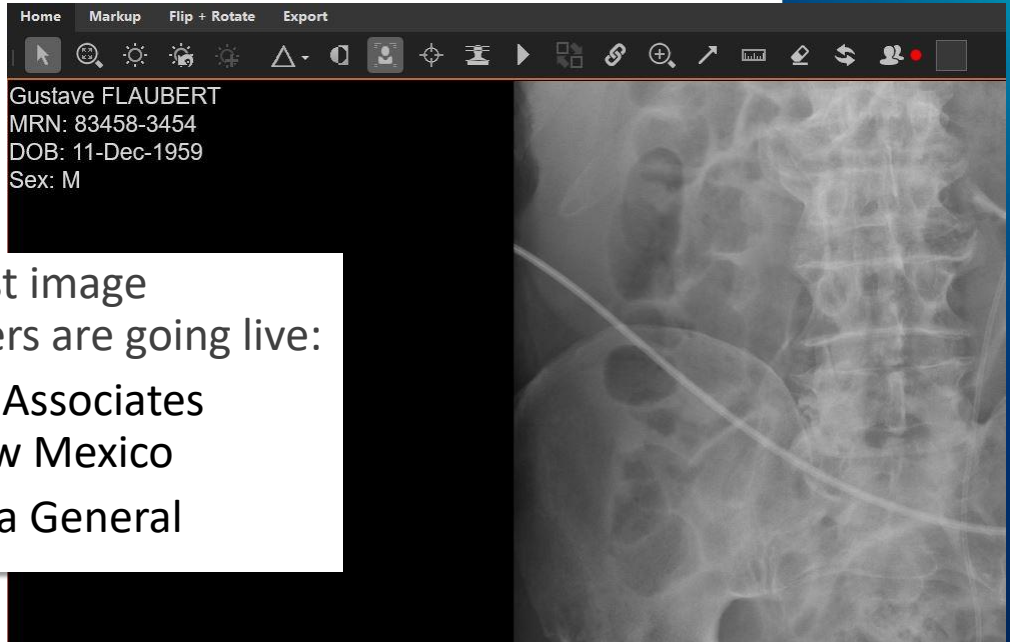 Home Markup Flip + Rotate Export
Gustave FLAUBERT
MRN: 83458-3454
DOB: 11-Dec-1959
Sex: M
t image
ers are going live:
Associates
w Mexico
a General